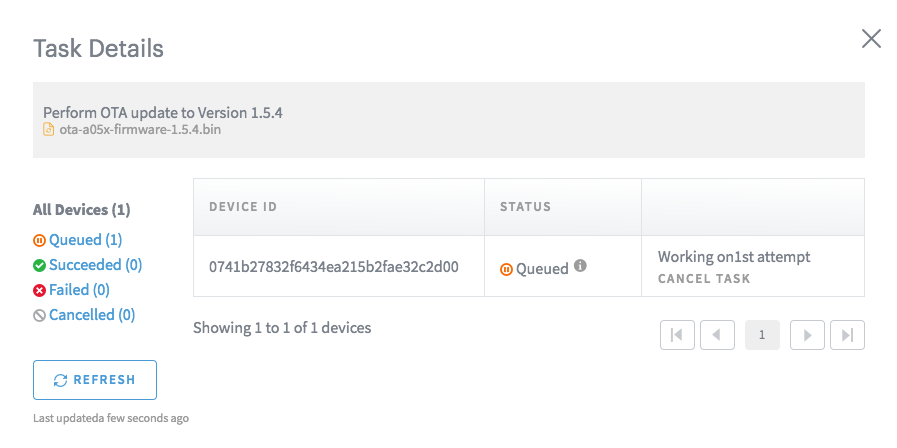 Task Details
Perform OTA update to Version 1.5.4
ota-a05x-firmware-1.5.4.bin
All Devices (1)
Queued (1)
Succeeded (0)
Failed (0)
Cancelled (0)
REFRESH
Last updateda few seconds ago
DEVICE ID STATUS
0741b27832f6434ea215b2fae32c2d00 Queued Working on1st attempt
CANCEL TASK
Showing 1 to 1 of 1 devices
1